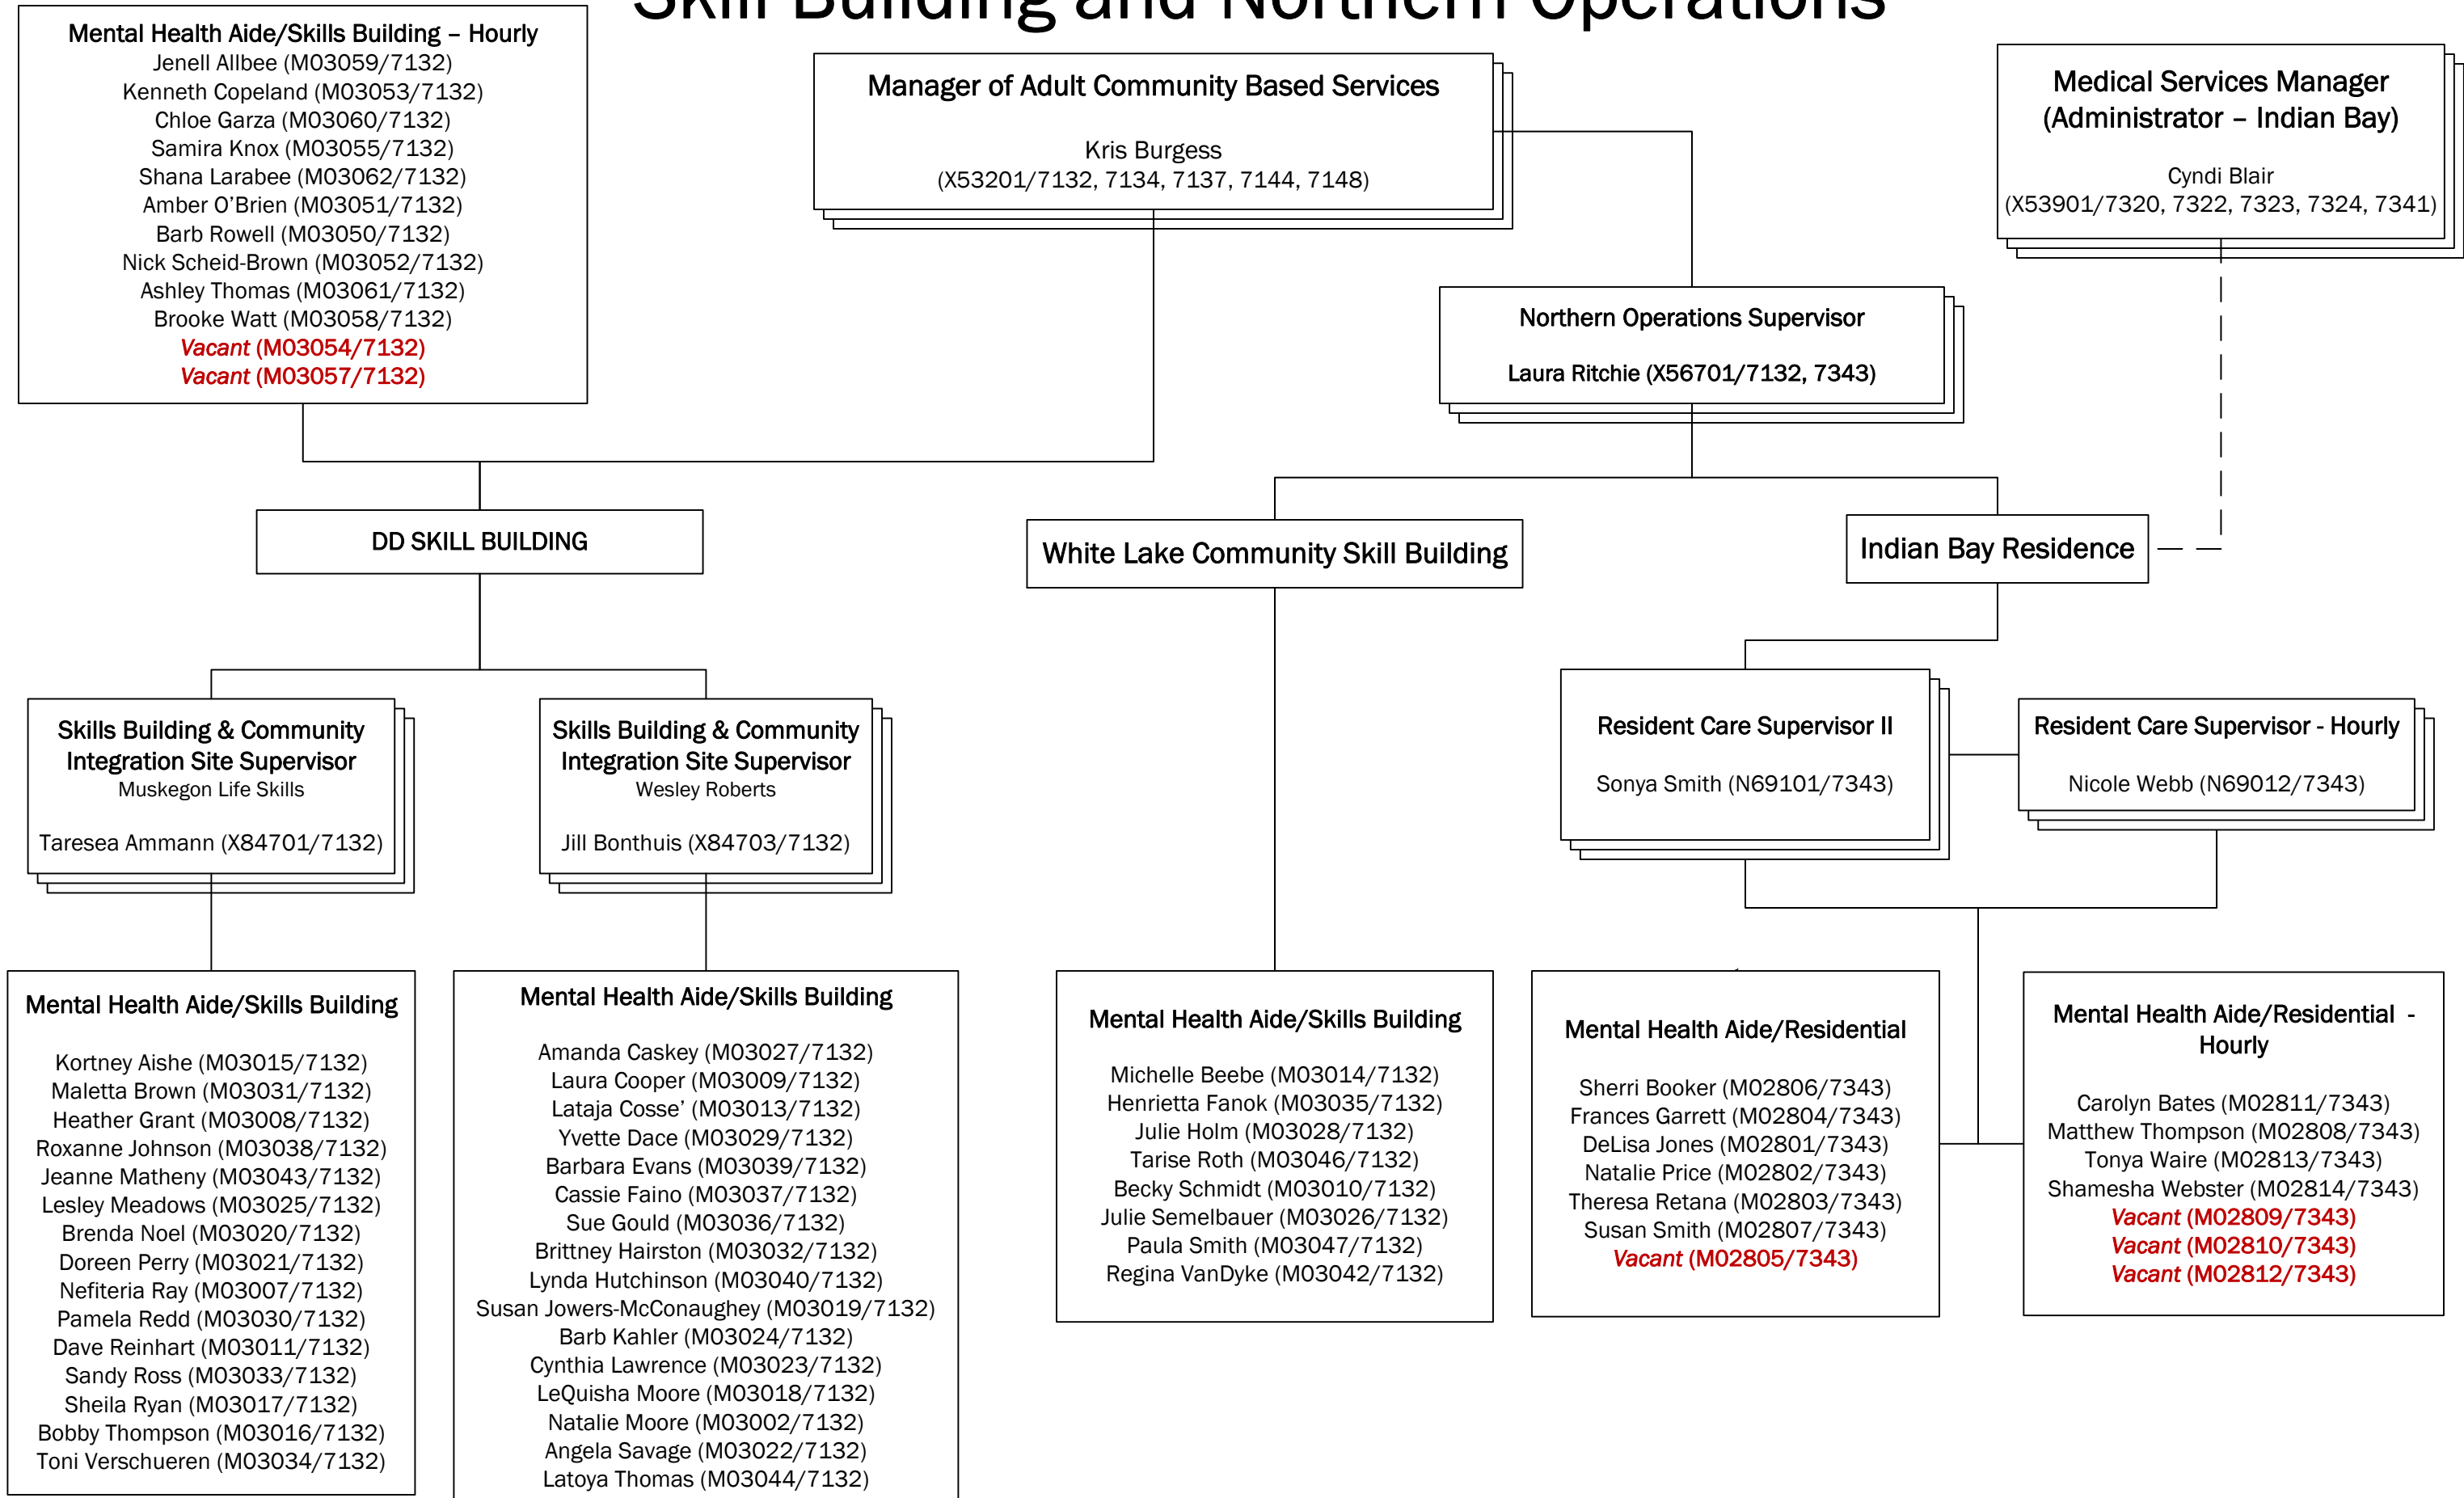 Skill Building and Northern Operations
Mental Health Aide/Skills Building – Hourly
Jenell Allbee (M03059/7132)
Kenneth Copeland (M03053/7132)
Chloe Garza (M03060/7132)
Samira Knox (M03055/7132)
Shana Larabee (M03062/7132)
Amber O’Brien (M03051/7132)
Barb Rowell (M03050/7132)
Nick Scheid-Brown (M03052/7132)
Ashley Thomas (M03061/7132)
Brooke Watt (M03058/7132)
Vacant (M03054/7132)
Vacant (M03057/7132)
Manager of Adult Community Based Services
Kris Burgess
(X53201/7132, 7134, 7137, 7144, 7148)
Medical Services Manager
(Administrator – Indian Bay)
Cyndi Blair
(X53901/7320, 7322, 7323, 7324, 7341)
Northern Operations Supervisor
Laura Ritchie (X56701/7132, 7343)
DD SKILL BUILDING
White Lake Community Skill Building
Indian Bay Residence
Skills Building & Community
Integration Site Supervisor
Muskegon Life Skills
Taresea Ammann (X84701/7132)
Skills Building & Community
Integration Site Supervisor
Wesley Roberts
Jill Bonthuis (X84703/7132)
Resident Care Supervisor II
Sonya Smith (N69101/7343)
Resident Care Supervisor - Hourly
Nicole Webb (N69012/7343)
Mental Health Aide/Skills Building
Kortney Aishe (M03015/7132)
Maletta Brown (M03031/7132)
Heather Grant (M03008/7132)
Roxanne Johnson (M03038/7132)
Jeanne Matheny (M03043/7132)
Lesley Meadows (M03025/7132)
Brenda Noel (M03020/7132)
Doreen Perry (M03021/7132)
Nefiteria Ray (M03007/7132)
Pamela Redd (M03030/7132)
Dave Reinhart (M03011/7132)
Sandy Ross (M03033/7132)
Sheila Ryan (M03017/7132)
Bobby Thompson (M03016/7132)
Toni Verschueren (M03034/7132)
Mental Health Aide/Skills Building
Amanda Caskey (M03027/7132)
Laura Cooper (M03009/7132)
Lataja Cosse’ (M03013/7132)
Yvette Dace (M03029/7132)
Barbara Evans (M03039/7132)
Cassie Faino (M03037/7132)
Sue Gould (M03036/7132)
Brittney Hairston (M03032/7132)
Lynda Hutchinson (M03040/7132)
Susan Jowers-McConaughey (M03019/7132)
Barb Kahler (M03024/7132)
Cynthia Lawrence (M03023/7132)
LeQuisha Moore (M03018/7132)
Natalie Moore (M03002/7132)
Angela Savage (M03022/7132)
Latoya Thomas (M03044/7132)
Mental Health Aide/Skills Building
Michelle Beebe (M03014/7132)
Henrietta Fanok (M03035/7132)
Julie Holm (M03028/7132)
Tarise Roth (M03046/7132)
Becky Schmidt (M03010/7132)
Julie Semelbauer (M03026/7132)
Paula Smith (M03047/7132)
Regina VanDyke (M03042/7132)
Mental Health Aide/Residential
Sherri Booker (M02806/7343)
Frances Garrett (M02804/7343)
DeLisa Jones (M02801/7343)
Natalie Price (M02802/7343)
Theresa Retana (M02803/7343)
Susan Smith (M02807/7343)
Vacant (M02805/7343)
Mental Health Aide/Residential -
Hourly
Carolyn Bates (M02811/7343)
Matthew Thompson (M02808/7343)
Tonya Waire (M02813/7343)
Shamesha Webster (M02814/7343)
Vacant (M02809/7343)
Vacant (M02810/7343)
Vacant (M02812/7343)